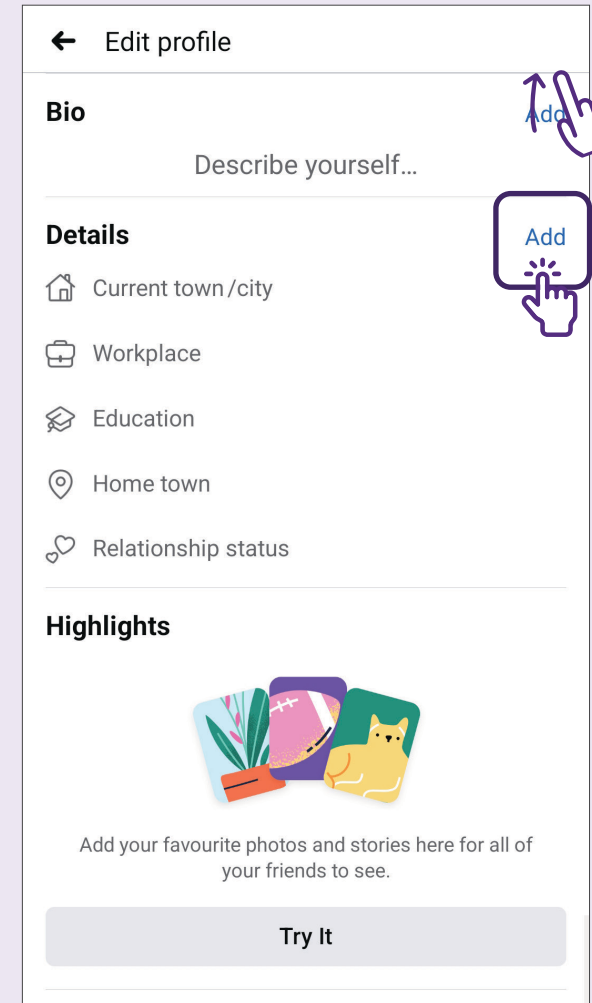 Edit profile
Bio
Add
Describe yourself...
Details
Add
Current town/city
Workplace
Education
Home town
Relationship status
Highlights
Add your favourite photos and stories here for all of
your friends to see.
Try It